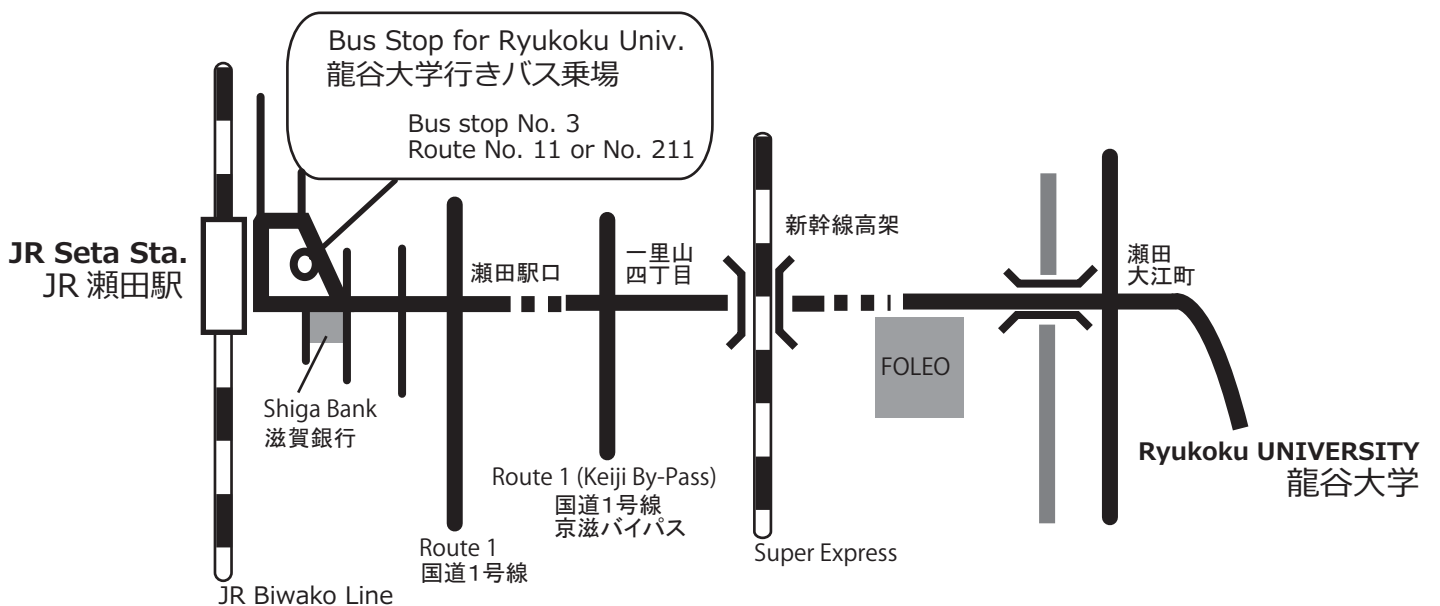 Bus Stop for Ryukoku Univ.
龍谷大学行きバス乗場
Bus stop No. 3
Route No. 11 or No. 211
JR Seta Sta.
JR 瀬田駅
Shiga Bank
滋賀銀行
瀬田駅口
一里山
四丁目
新幹線高架
瀬田
大江町
FOLEO
Ryukoku UNIVERSITY
龍谷大学
Route 1 (Keiji By-Pass)
国道1号線
京滋バイパス
Route 1
国道1号線
Super Express
JR Biwako Line